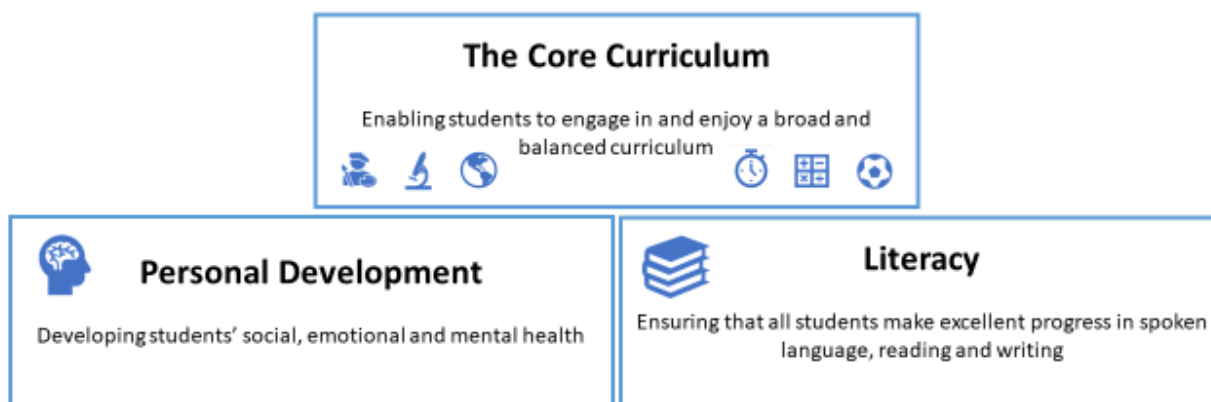 The Core Curriculum
Enabling students to engage in and enjoy a broad and
balanced curriculum
Personal Development
Developing students’ social, emotional and mental health
Literacy
Ensuring that all students make excellent progress in spoken
language, reading and writing